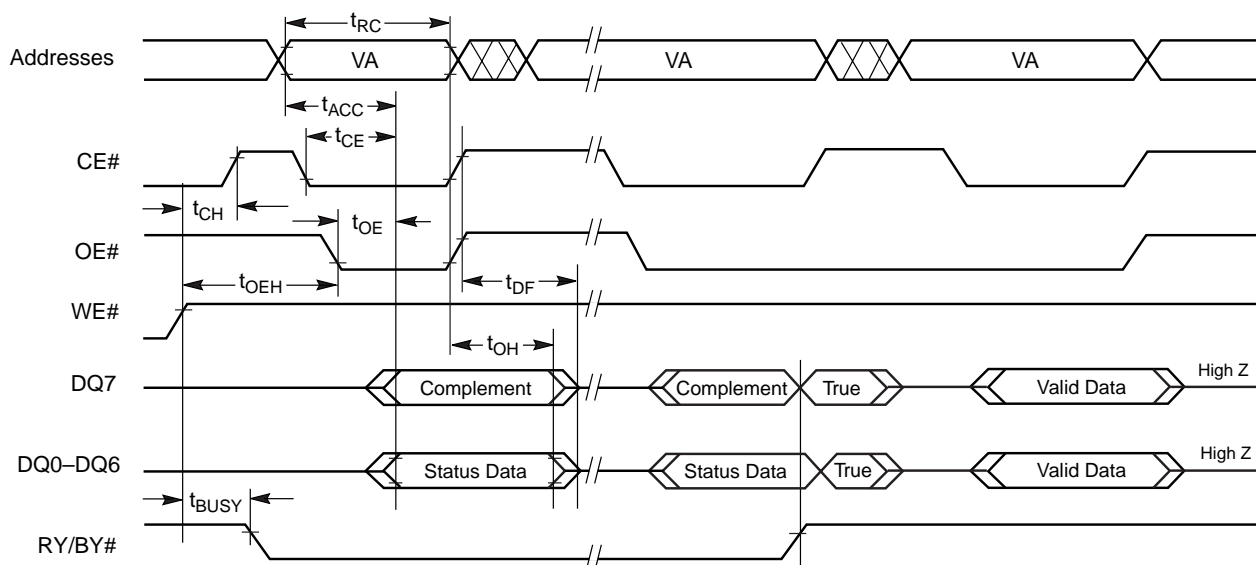 tRC
Addresses VA VA VA
tACC
tCE
CE#
tCH
tOE
OE#
tOEH
tDF
WE#
tOH
DQ7 Complement Complement True Valid Data High Z
DQ0–DQ6 Status Data Status Data True Valid Data High Z
tBUSY
RY/BY#